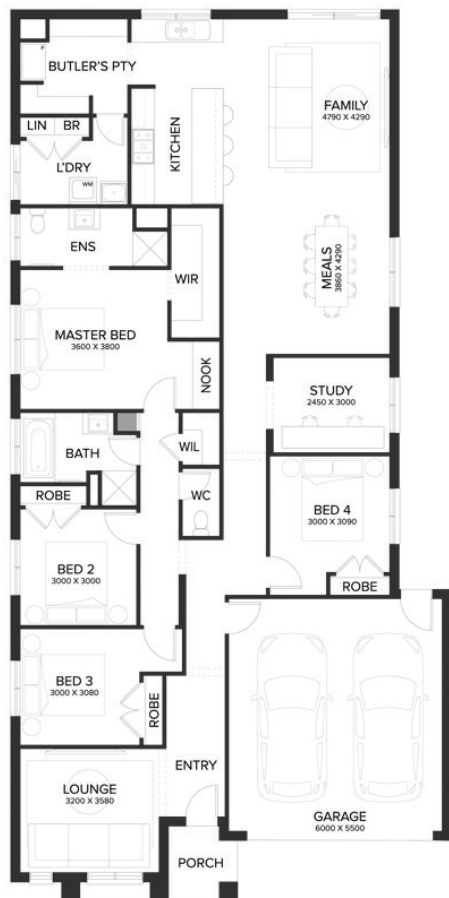 BUTLER'S PTY
FAMILY
4790 X 4290
LIN BR
KITCHEN
L'DRY
WM
ENS
WIR
MEALS
3860 X 4290
MASTER BED
3600 X 3800
NOOK
STUDY
2450 X 3000
BATH
WIL
ROBE
WC
BED 4
3000 X 3090
BED 2
3000 X 3000
ROBE
BED 3
3000 X 3080
ROBE
ENTRY
LOUNGE
3200 X 3580
GARAGE
6000 X 5500
PORCH